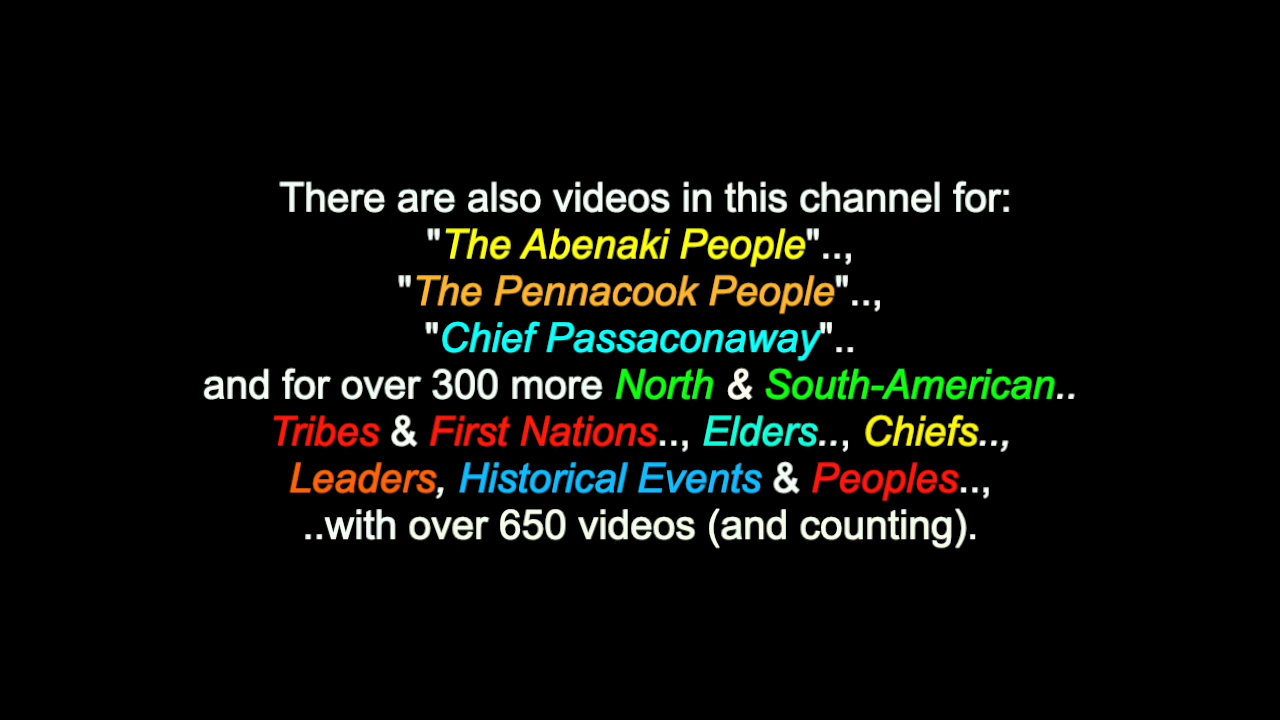 There are also videos in this channel for:
"The Abenaki People"..,
"The Pennacook People"..,
"Chief Passaconaway"..
and for over 300 more North & South-American..
Tribes & First Nations.., Elders.., Chiefs..,
Leaders, Historical Events & Peoples..,
..with over 650 videos (and counting).